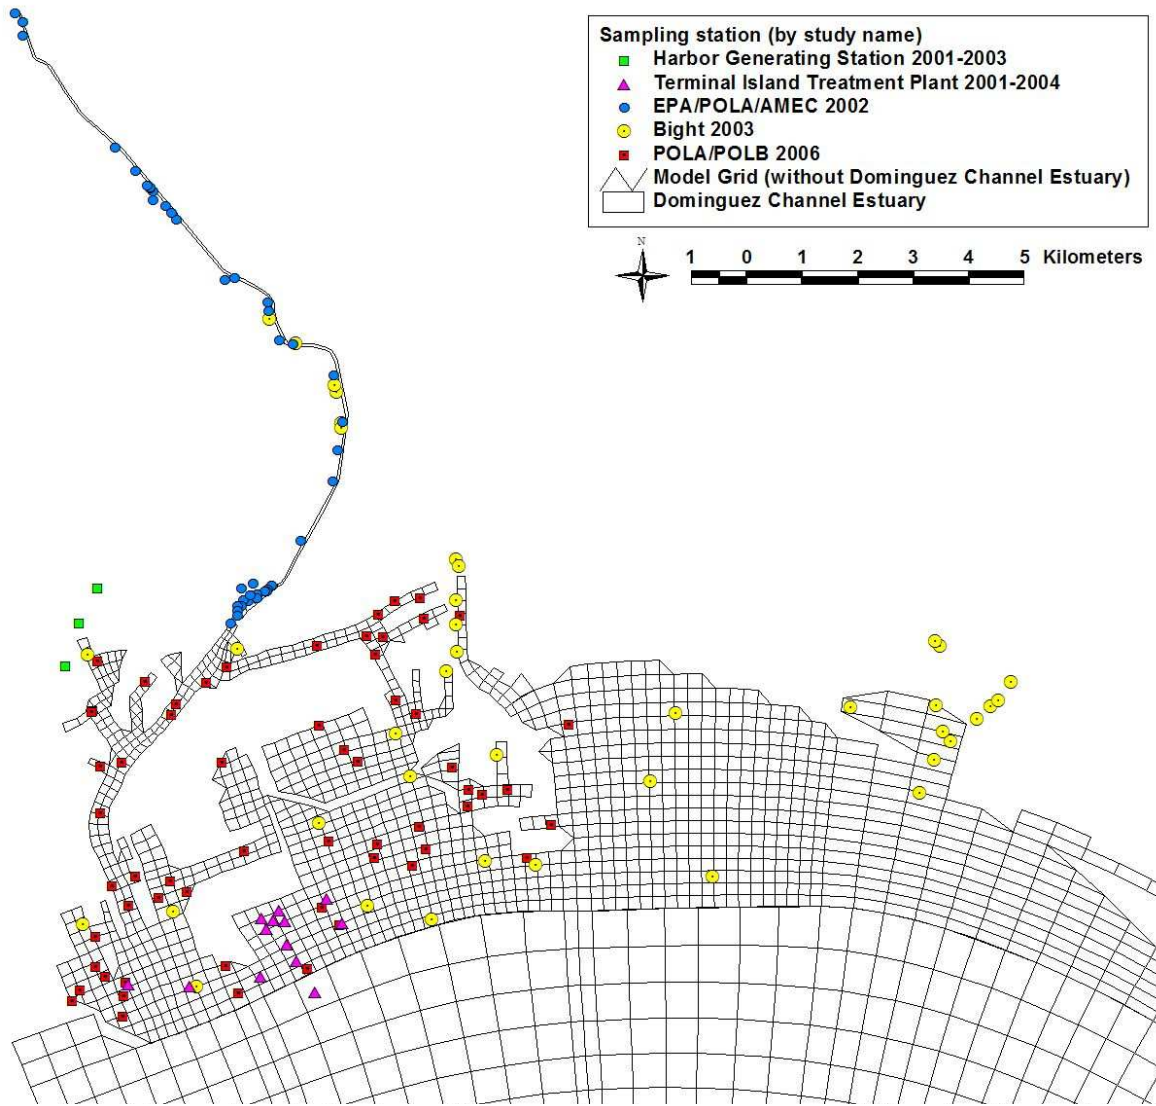 Sampling station (by study name)
Harbor Generating Station 2001-2003
Terminal Island Treatment Plant 2001-2004
EPA/POLA/AMEC 2002
Bight 2003
POLA/POLB 2006
Model Grid (without Dominguez Channel Estuary)
Dominguez Channel Estuary
N
1 0 1 2 3 4 5 Kilometers